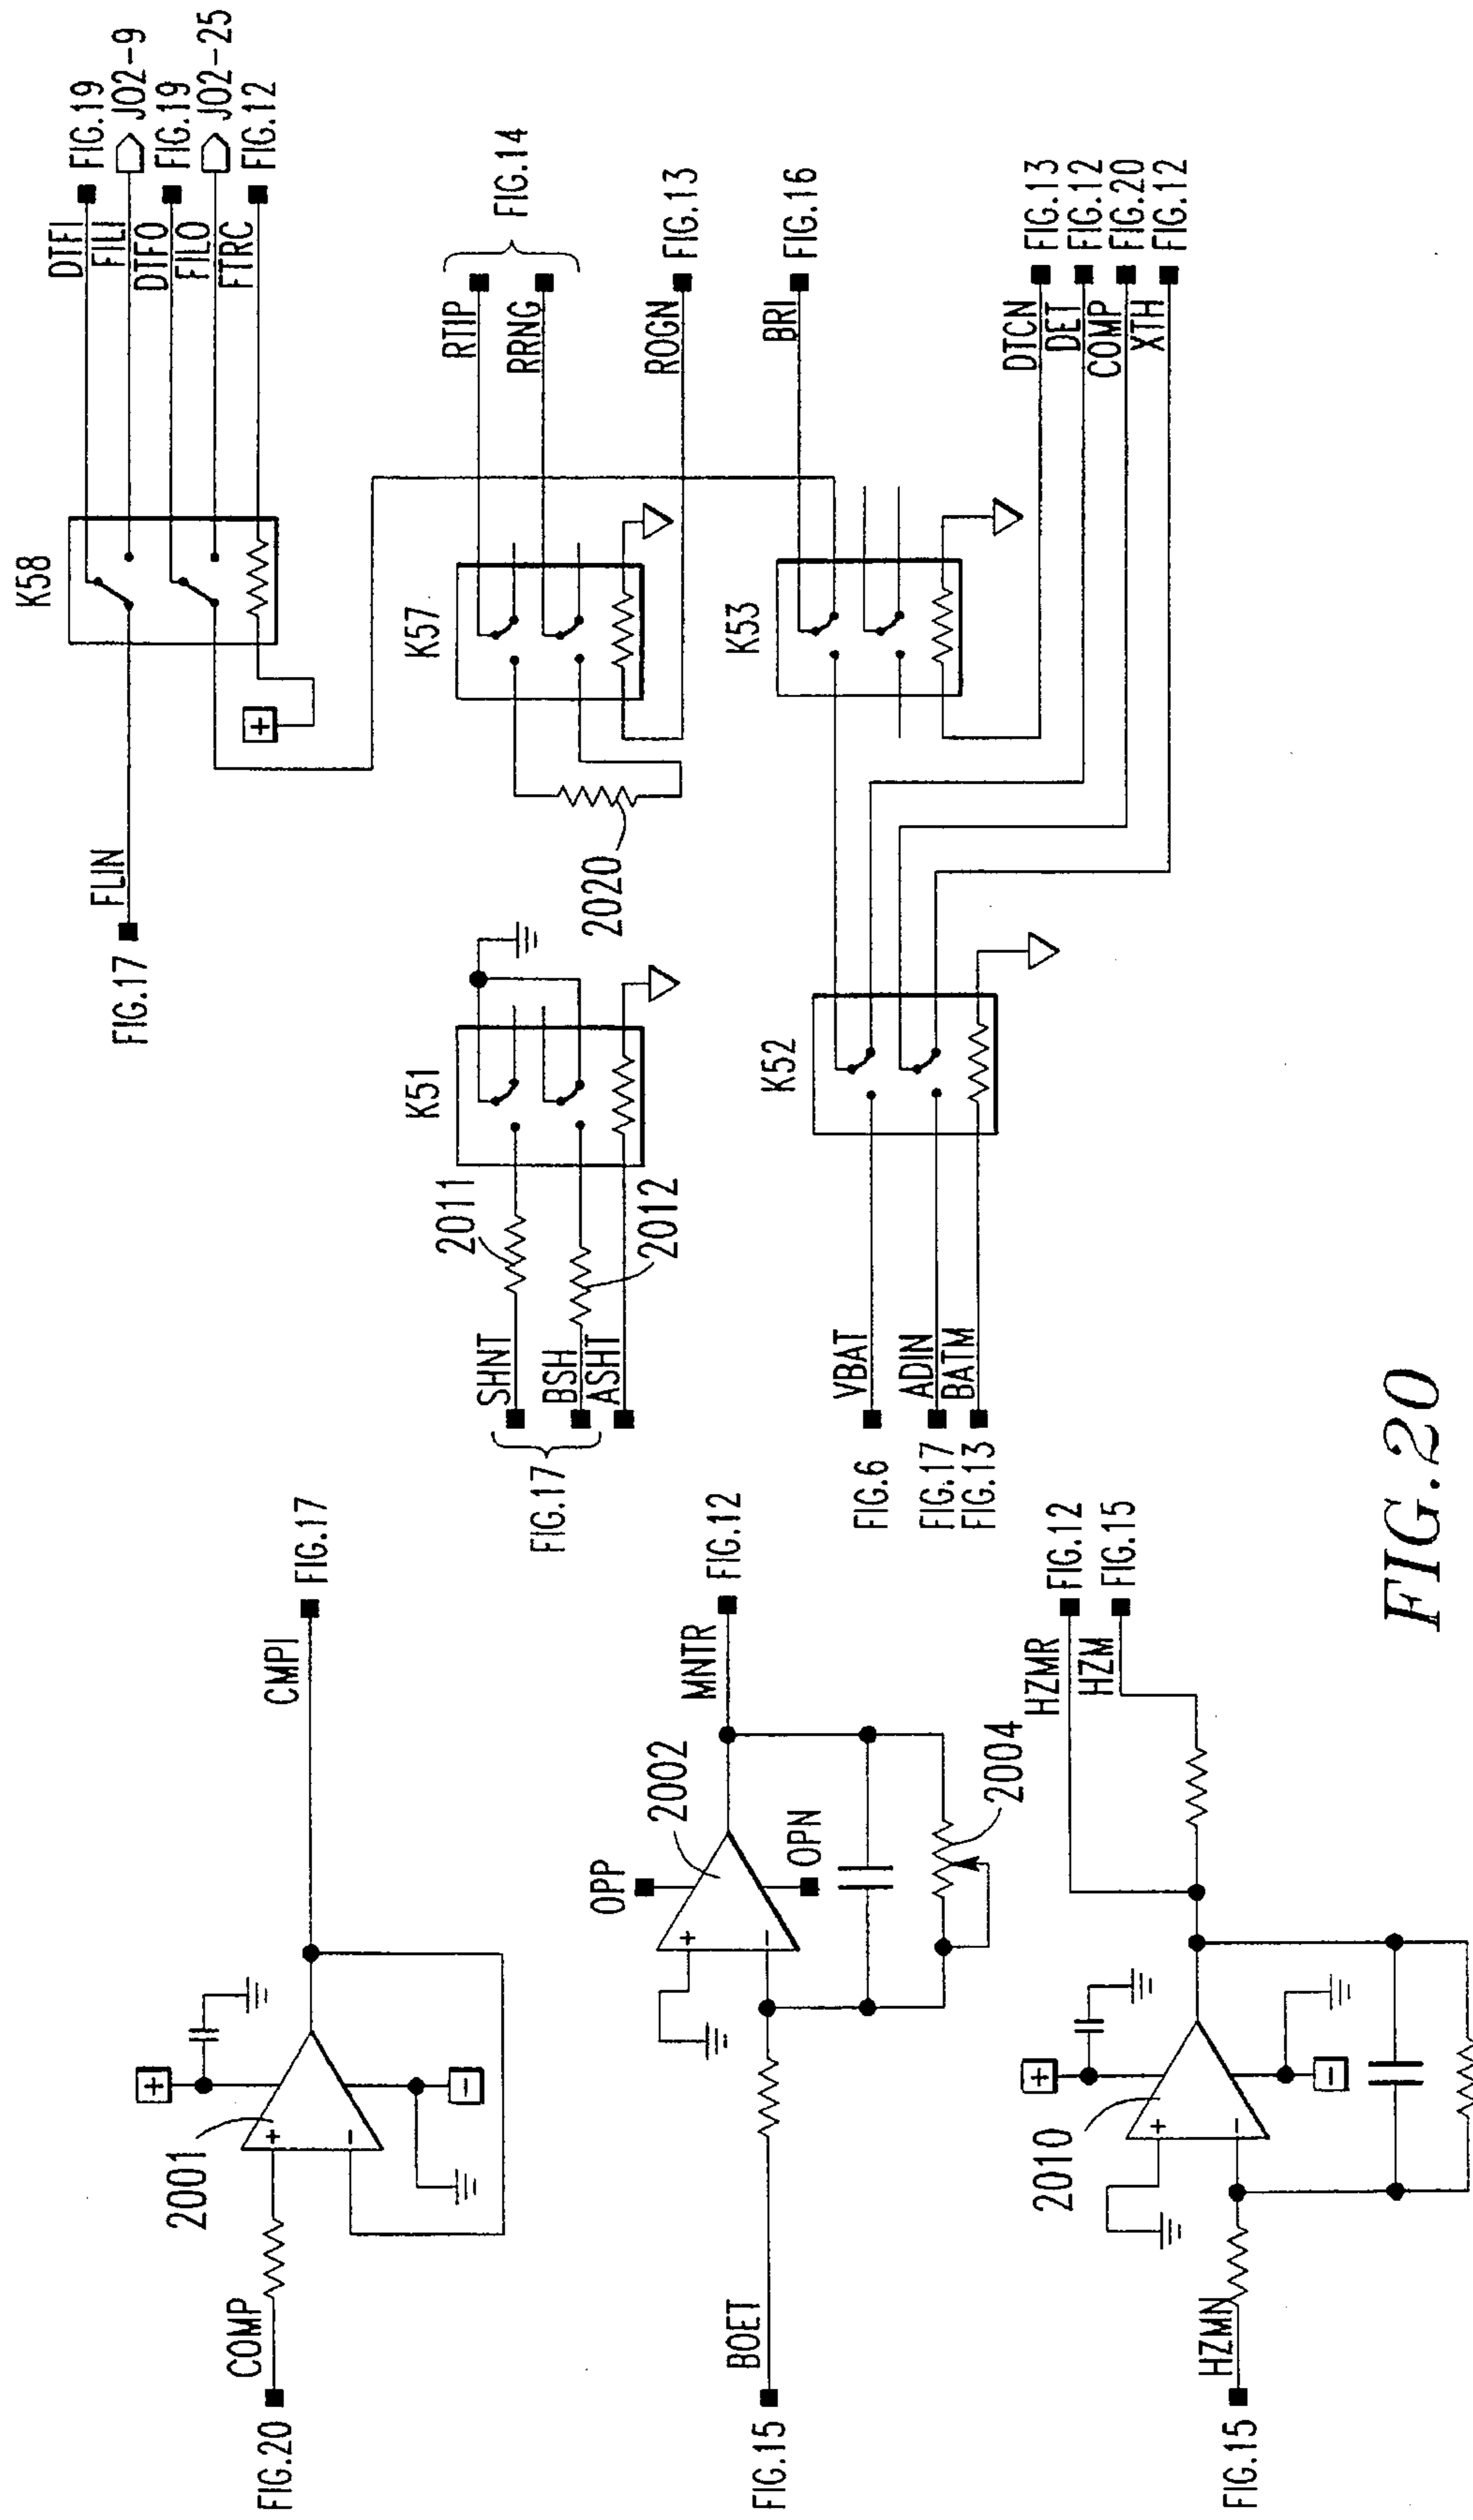 FIG.20
COMP
2001
+
-
+
-
CMPI
FIG.17
FIG.15
BOET
OPP
2002
+
-
OPN
2004
MNTR
FIG.12
FIG.15
HZMN
2010
+
-
+
-
HZMR
HZM
FIG.12
FIG.15
FIG.17
FLIN
K58
+
DTFI
FILI
DTFO
FILO
FTRC
FIG.19
JO2-9
FIG.19
JO2-25
FIG.12
FIG.17
SHNT
BSH
ASHT
2011
2012
K51
2020
K57
RTIP
RRNG
FIG.14
ROGN
FIG.13
FIG.6
FIG.17
FIG.13
VBAT
ADIN
BATM
K52
K53
BRI
FIG.16
DTCN
DET
COMP
XTH
FIG.13
FIG.12
FIG.20
FIG.12
FIG.20